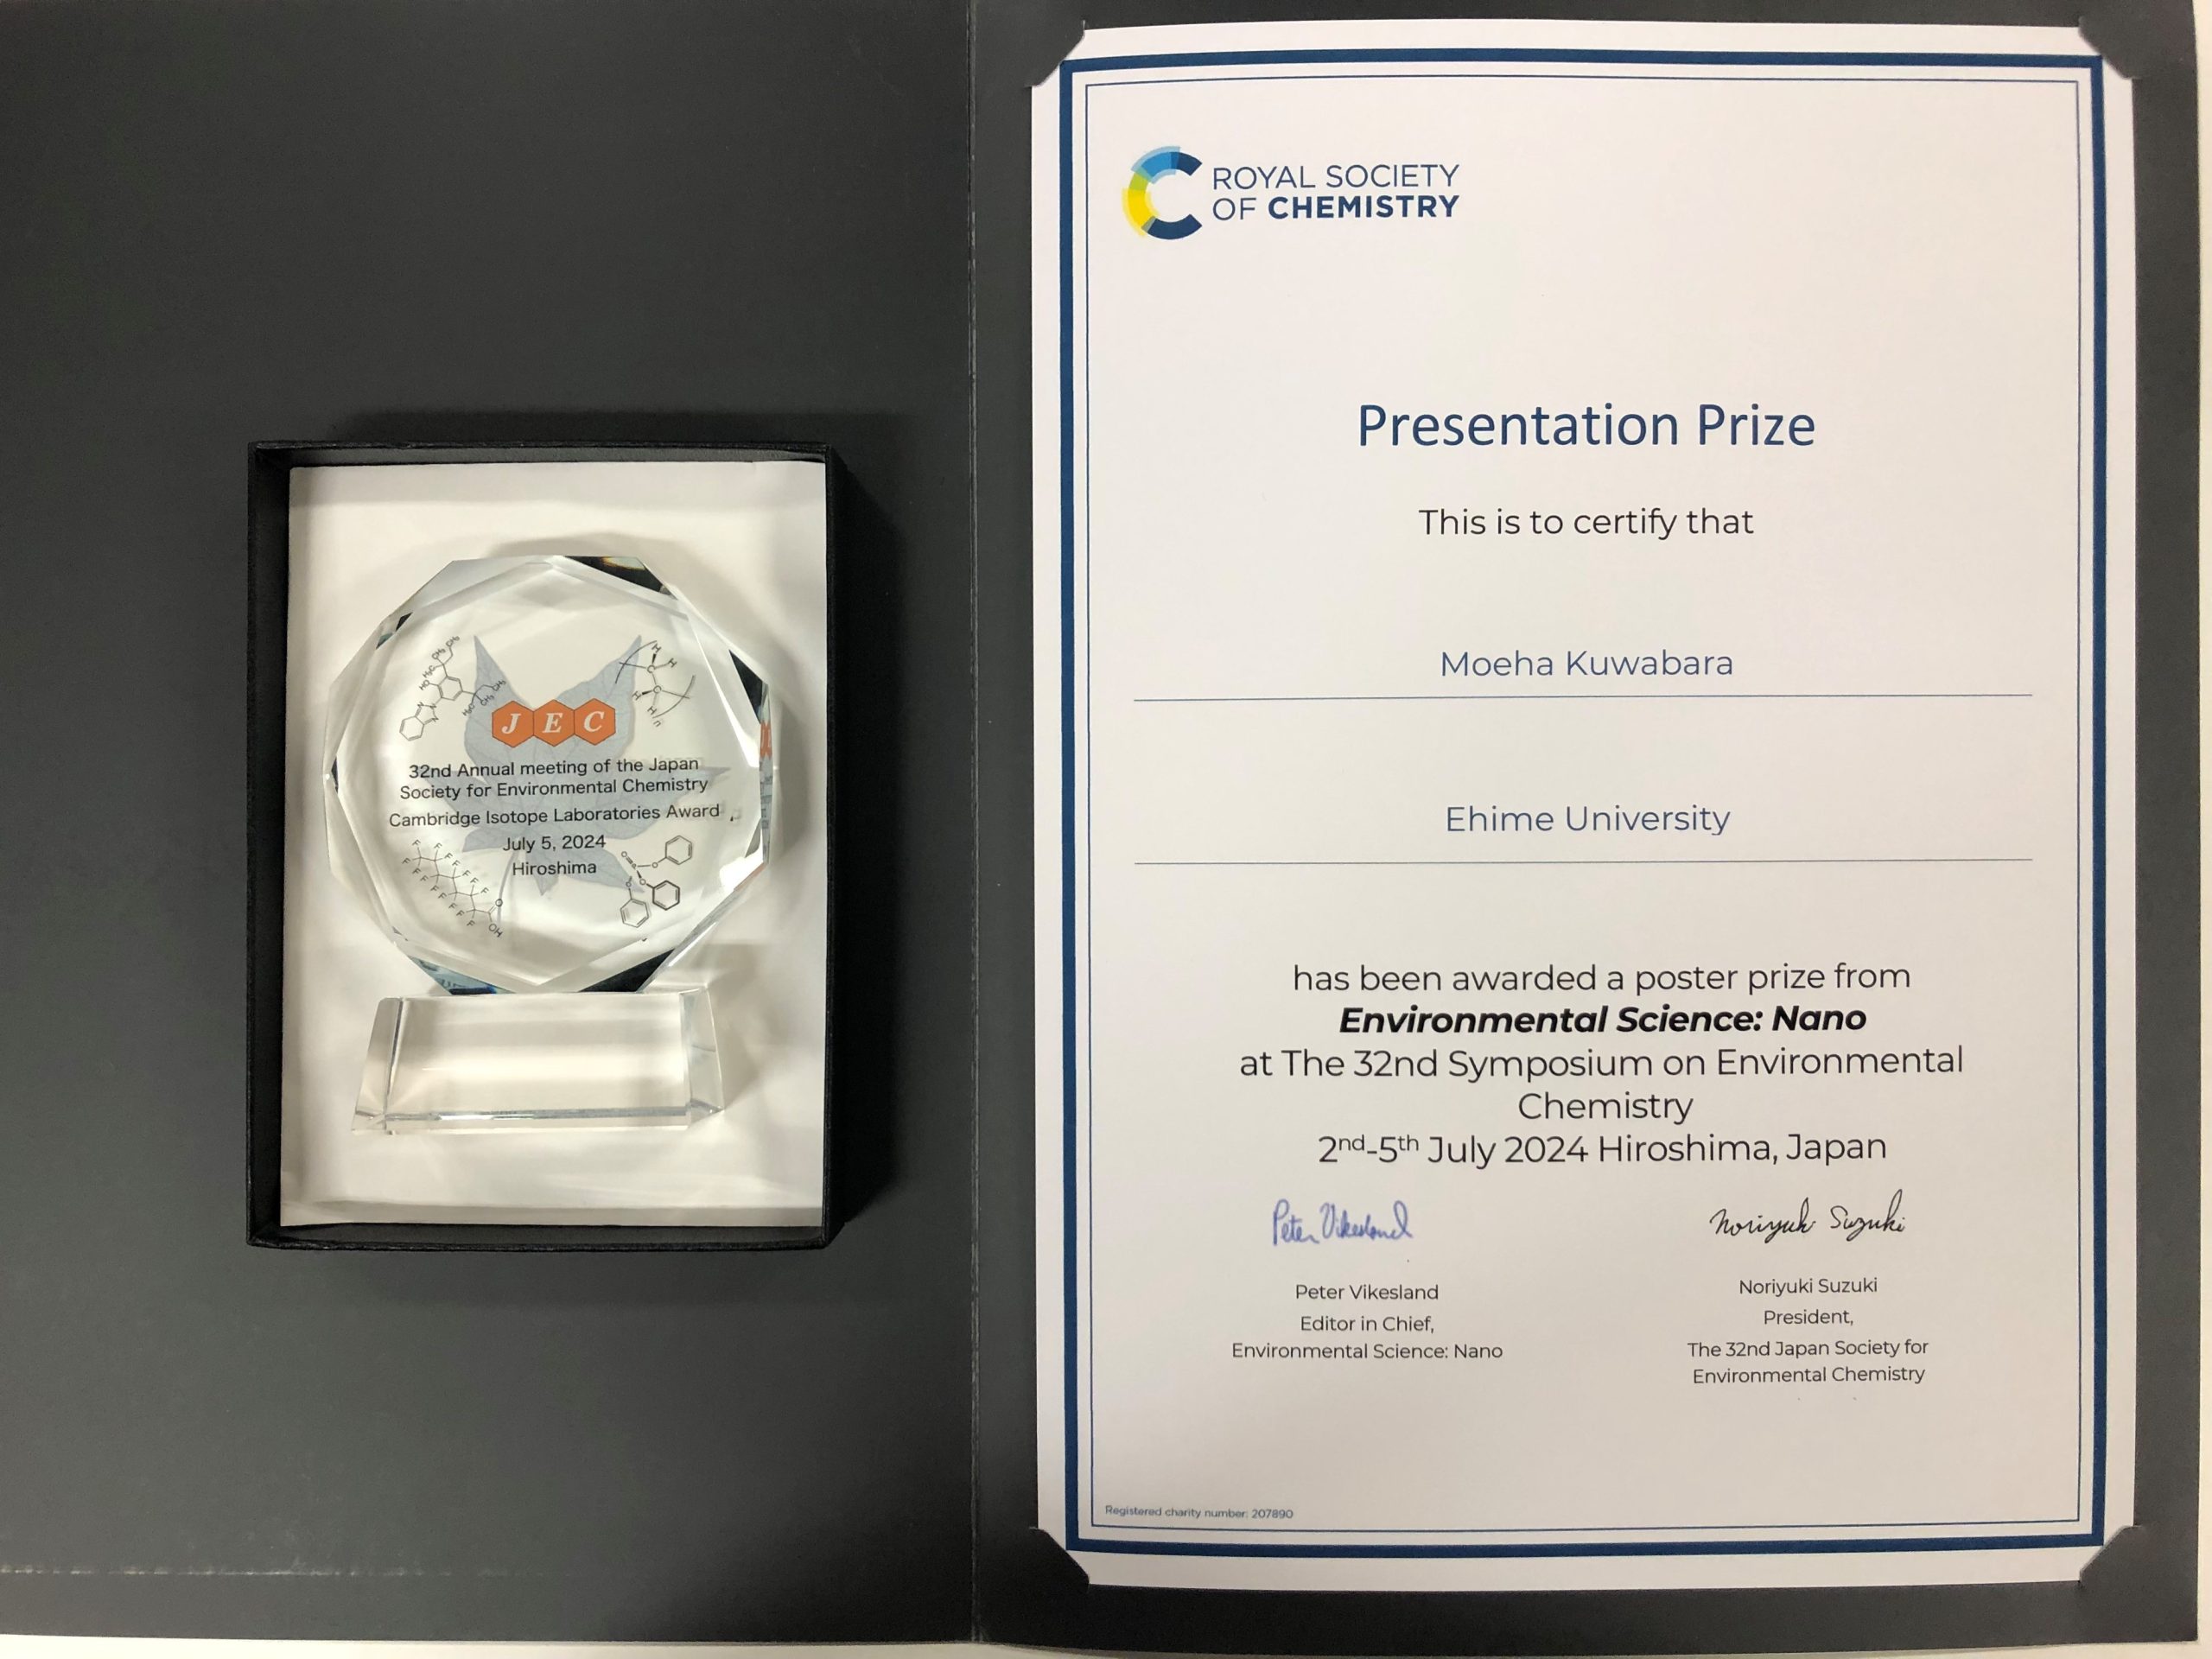 J E C
32nd Annual meeting of the Japan
Society for Environmental Chemistry
Cambridge Isotope Laboratories Award
July 5, 2024
Hiroshima
ROYAL SOCIETY
OF CHEMISTRY
Presentation Prize
This is to certify that
Moeha Kuwabara
Ehime University
has been awarded a poster prize from
Environmental Science: Nano
at The 32nd Symposium on Environmental
Chemistry
2nd-5th July 2024 Hiroshima, Japan
Peter Vikesland
Noriyuki Suzuki
Peter Vikesland
Editor in Chief,
Environmental Science: Nano
Noriyuki Suzuki
President,
The 32nd Japan Society for
Environmental Chemistry
Registered charity number: 207890